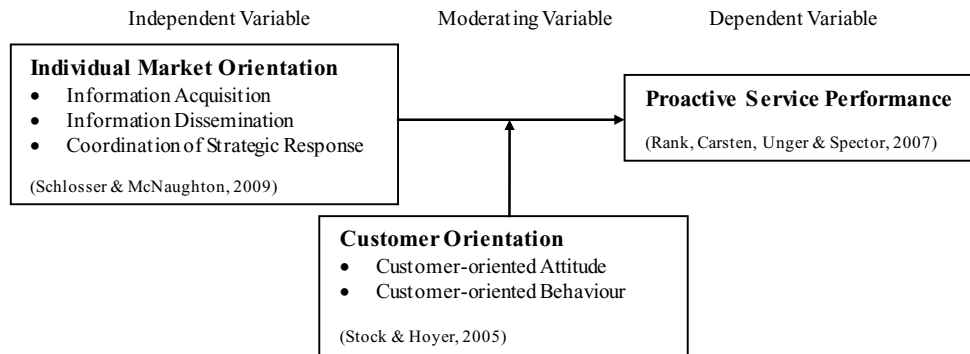 Independent Variable
Moderating Variable
Dependent Variable
Individual Market Orientation
• Information Acquisition
• Information Dissemination
• Coordination of Strategic Response
(Schlosser & McNaughton, 2009)
Proactive Service Performance
(Rank, Carsten, Unger & Spector, 2007)
Customer Orientation
• Customer-oriented Attitude
• Customer-oriented Behaviour
(Stock & Hoyer, 2005)